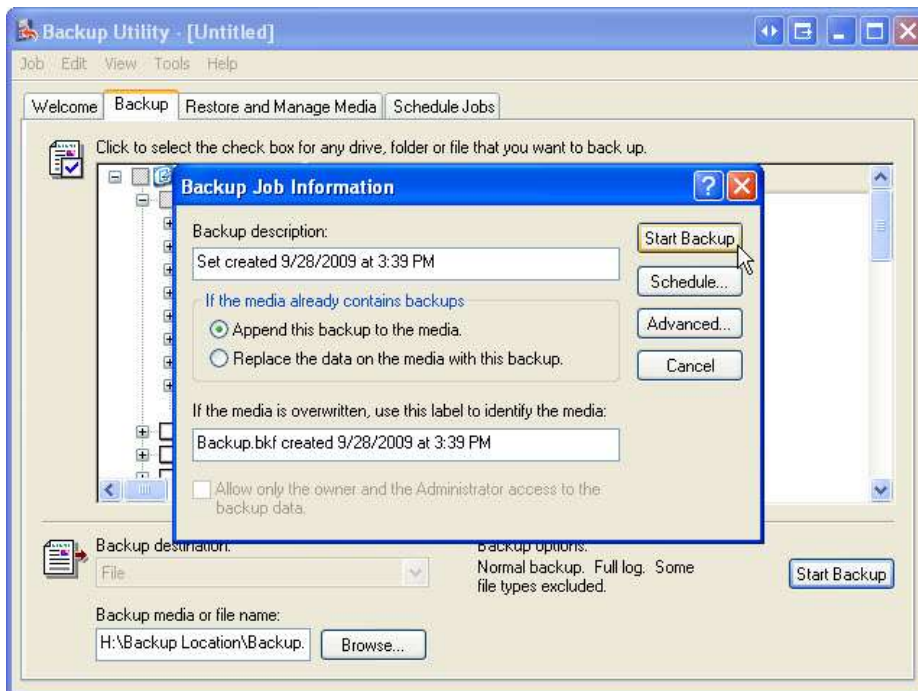 Backup Utility - [Untitled]
Job Edit View Tools Help
Welcome Backup Restore and Manage Media Schedule Jobs
Click to select the check box for any drive, folder or file that you want to back up.
Backup Job Information
Backup description:
Set created 9/28/2009 at 3:39 PM
If the media already contains backups
Append this backup to the media.
Replace the data on the media with this backup.
If the media is overwritten, use this label to identify the media:
Backup.bkf created 9/28/2009 at 3:39 PM
Allow only the owner and the Administrator access to the
backup data.
Start Backup
Schedule...
Advanced...
Cancel
Backup destination:
File
Backup media or file name:
H:\Backup Location\Backup.
Browse...
Backup options:
Normal backup. Full log. Some
file types excluded.
Start Backup